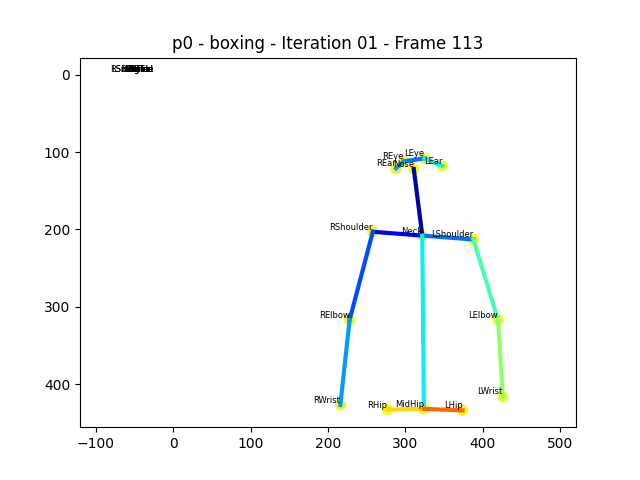 p0 - boxing - Iteration 01 - Frame 113
0
100
200
300
400
LEye
REye
LEar
REar
Nose
RShoulder
Neck
LShoulder
RElbow
LElbow
LWrist
RWrist
RHip
MidHip
LHip
−100
0
100
200
300
400
500